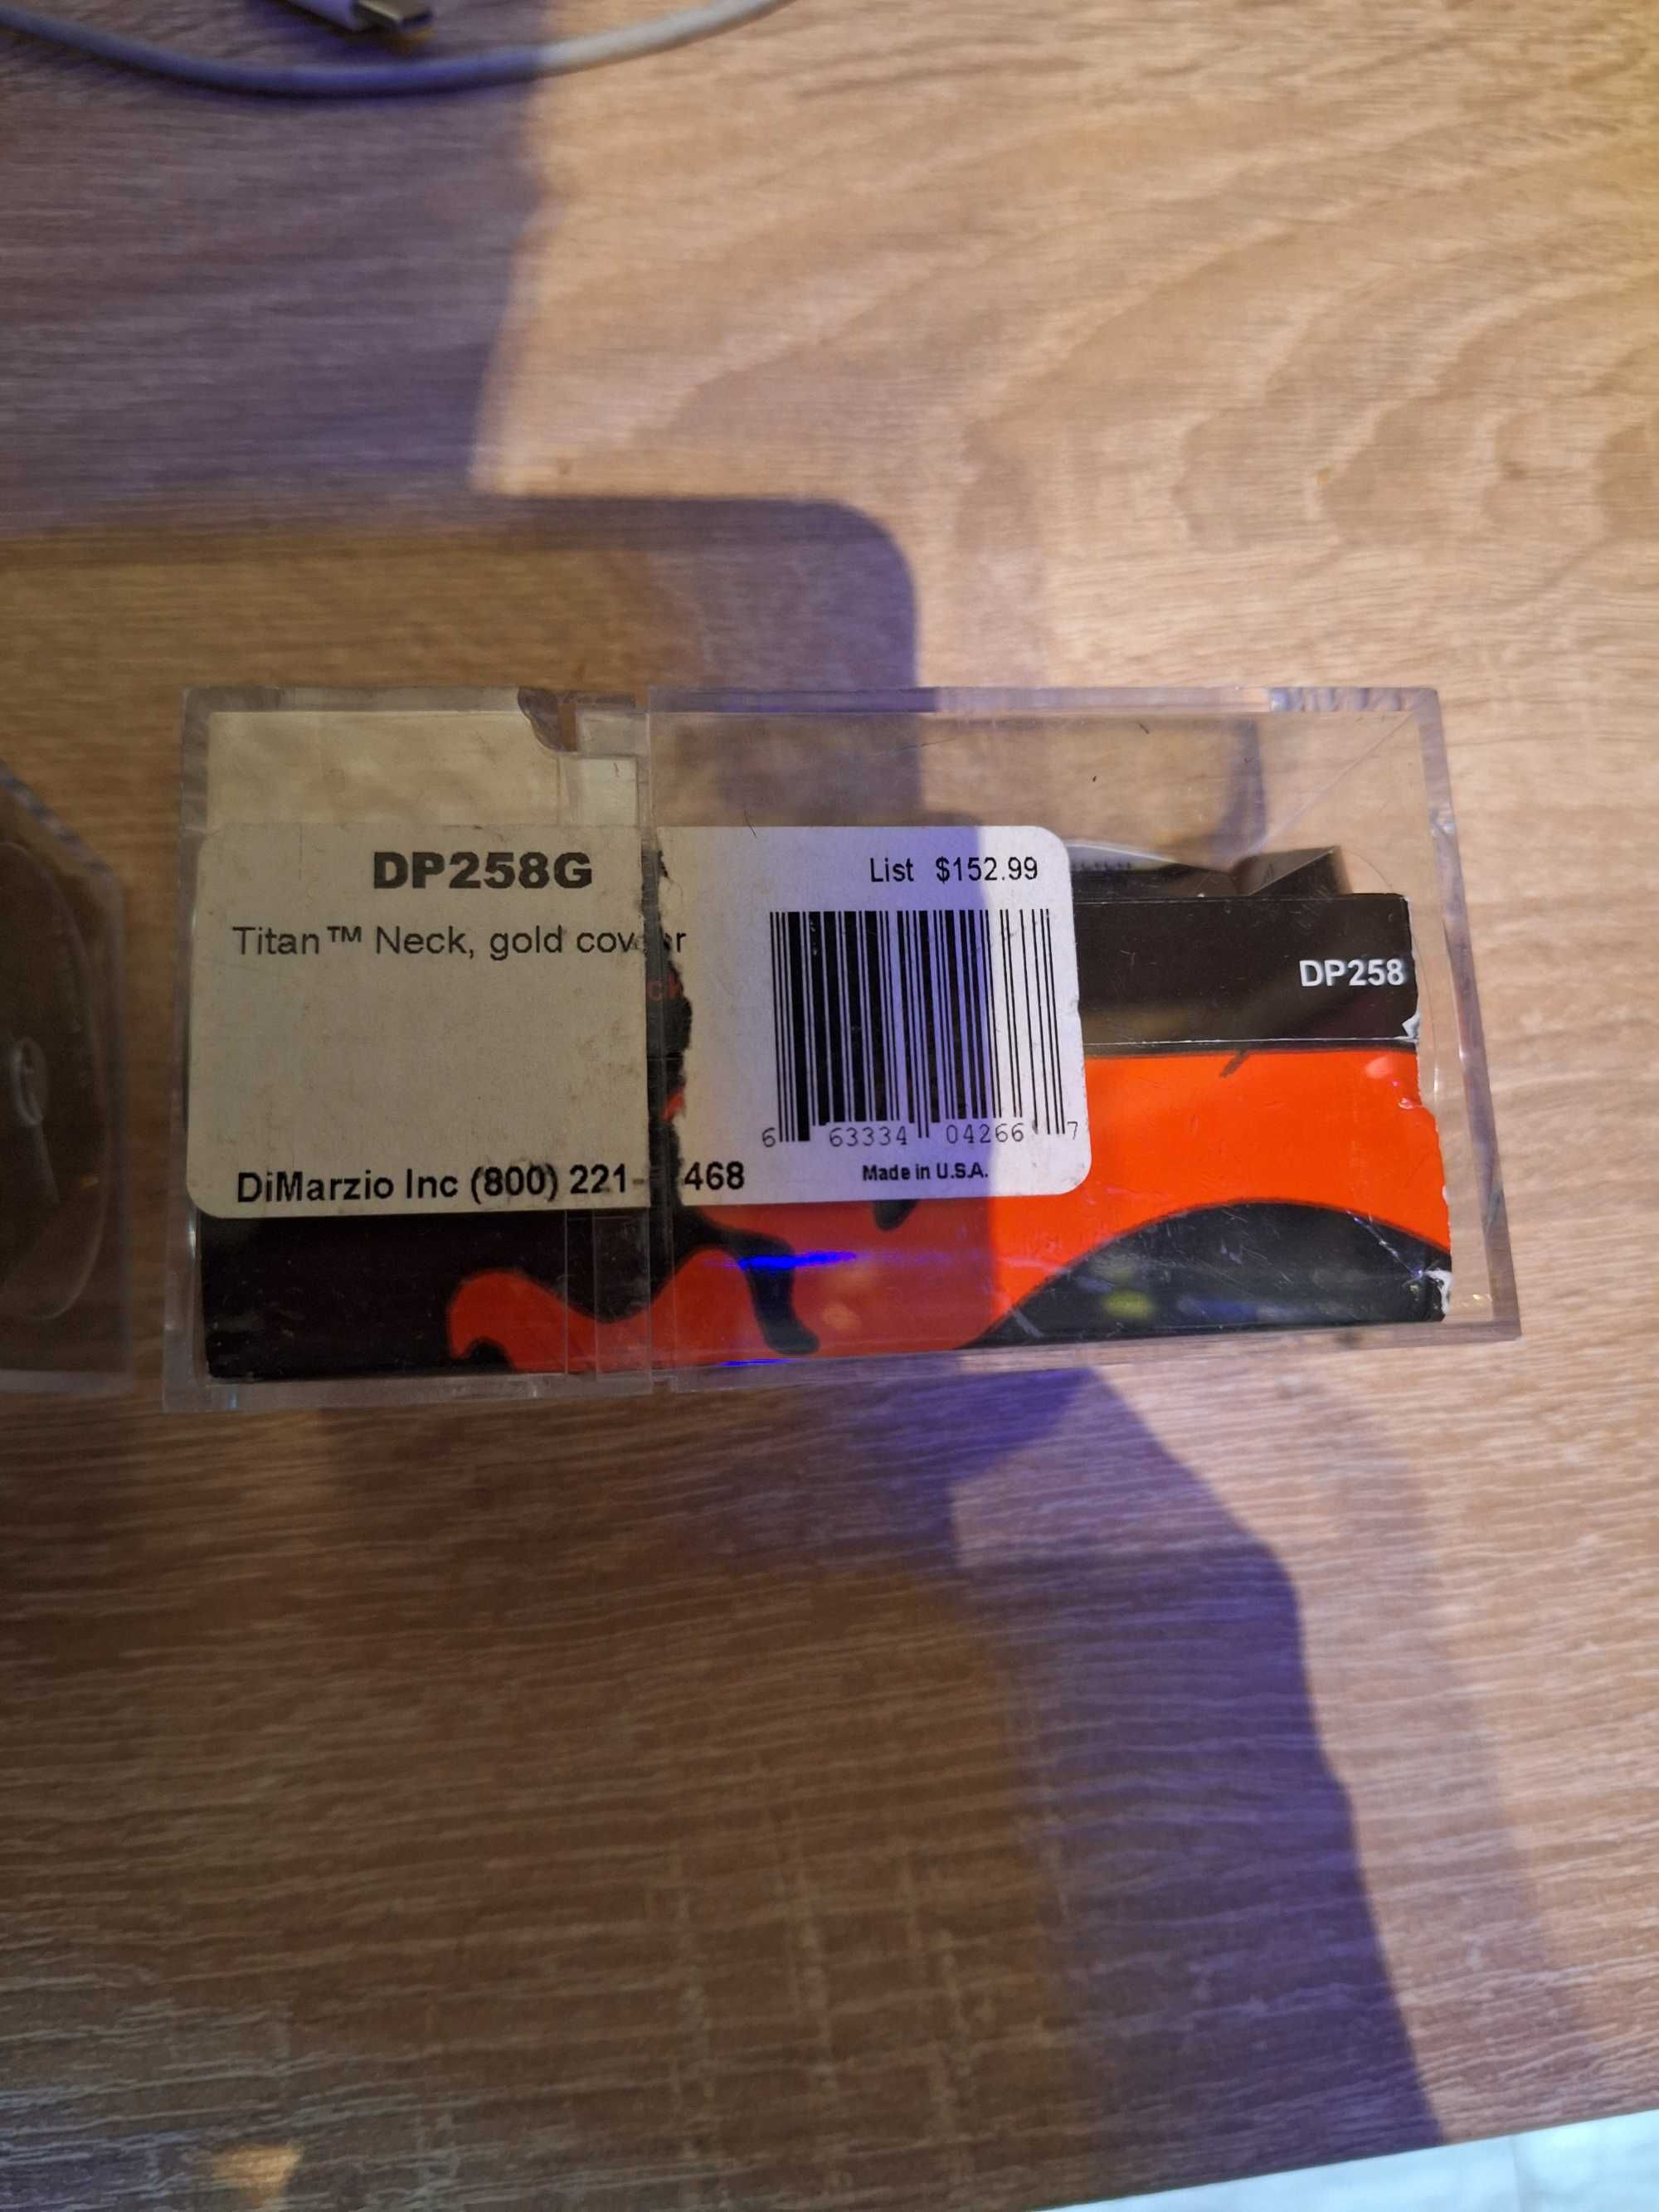 DP258G
List $152.99
Titan™ Neck, gold cover
DP258
6 63334 04266 7
DiMarzio Inc (800) 221- 468
Made in U.S.A.